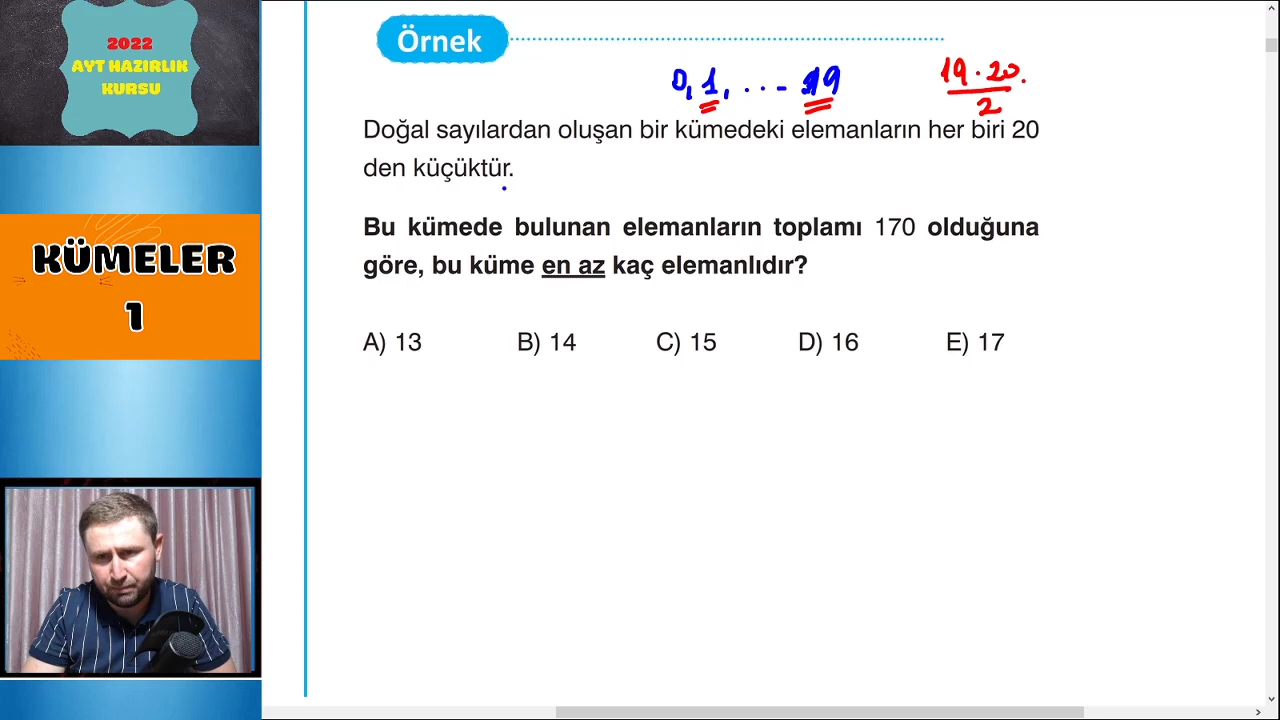 2022
AYT HAZIRLIK
KURSU
KÜMELER
1
Örnek
0, 1, ... 19
19 · 20
2
Doğal sayılardan oluşan bir kümedeki elemanların her biri 20
den küçüktür.
Bu kümede bulunan elemanların toplamı 170 olduğuna
göre, bu küme en az kaç elemanlıdır?
A) 13 B) 14 C) 15 D) 16 E) 17